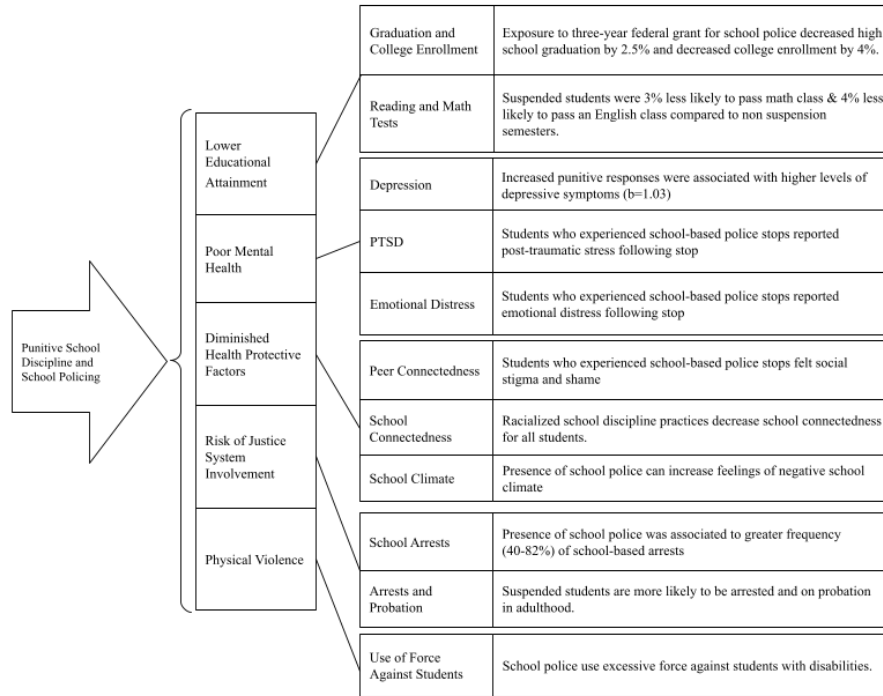 Punitive School
Discipline and
School Policing
Lower
Educational
Attainment
Poor Mental
Health
Diminished
Health Protective
Factors
Risk of Justice
System
Involvement
Physical Violence
Graduation and
College Enrollment
Exposure to three-year federal grant for school police decreased high
school graduation by 2.5% and decreased college enrollment by 4%.
Reading and Math
Tests
Suspended students were 3% less likely to pass math class & 4% less
likely to pass an English class compared to non suspension
semesters.
Depression
Increased punitive responses were associated with higher levels of
depressive symptoms (b=1.03)
PTSD
Students who experienced school-based police stops reported
post-traumatic stress following stop
Emotional Distress
Students who experienced school-based police stops reported
emotional distress following stop
Peer Connectedness
Students who experienced school-based police stops felt social
stigma and shame
School
Connectedness
Racialized school discipline practices decrease school connectedness
for all students.
School Climate
Presence of school police can increase feelings of negative school
climate
School Arrests
Presence of school police was associated to greater frequency
(40-82%) of school-based arrests
Arrests and
Probation
Suspended students are more likely to be arrested and on probation
in adulthood.
Use of Force
Against Students
School police use excessive force against students with disabilities.